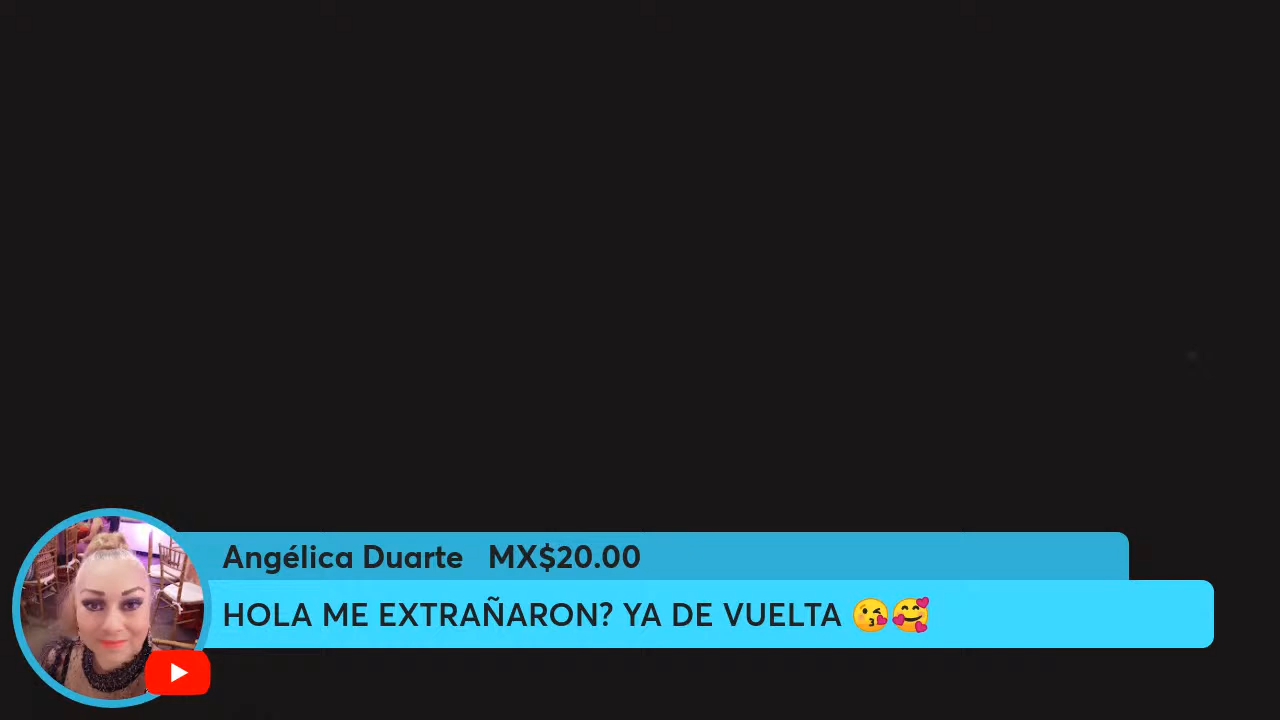 Angélica Duarte MX$20.00
HOLA ME EXTRAÑARON? YA DE VUELTA 😘🥰